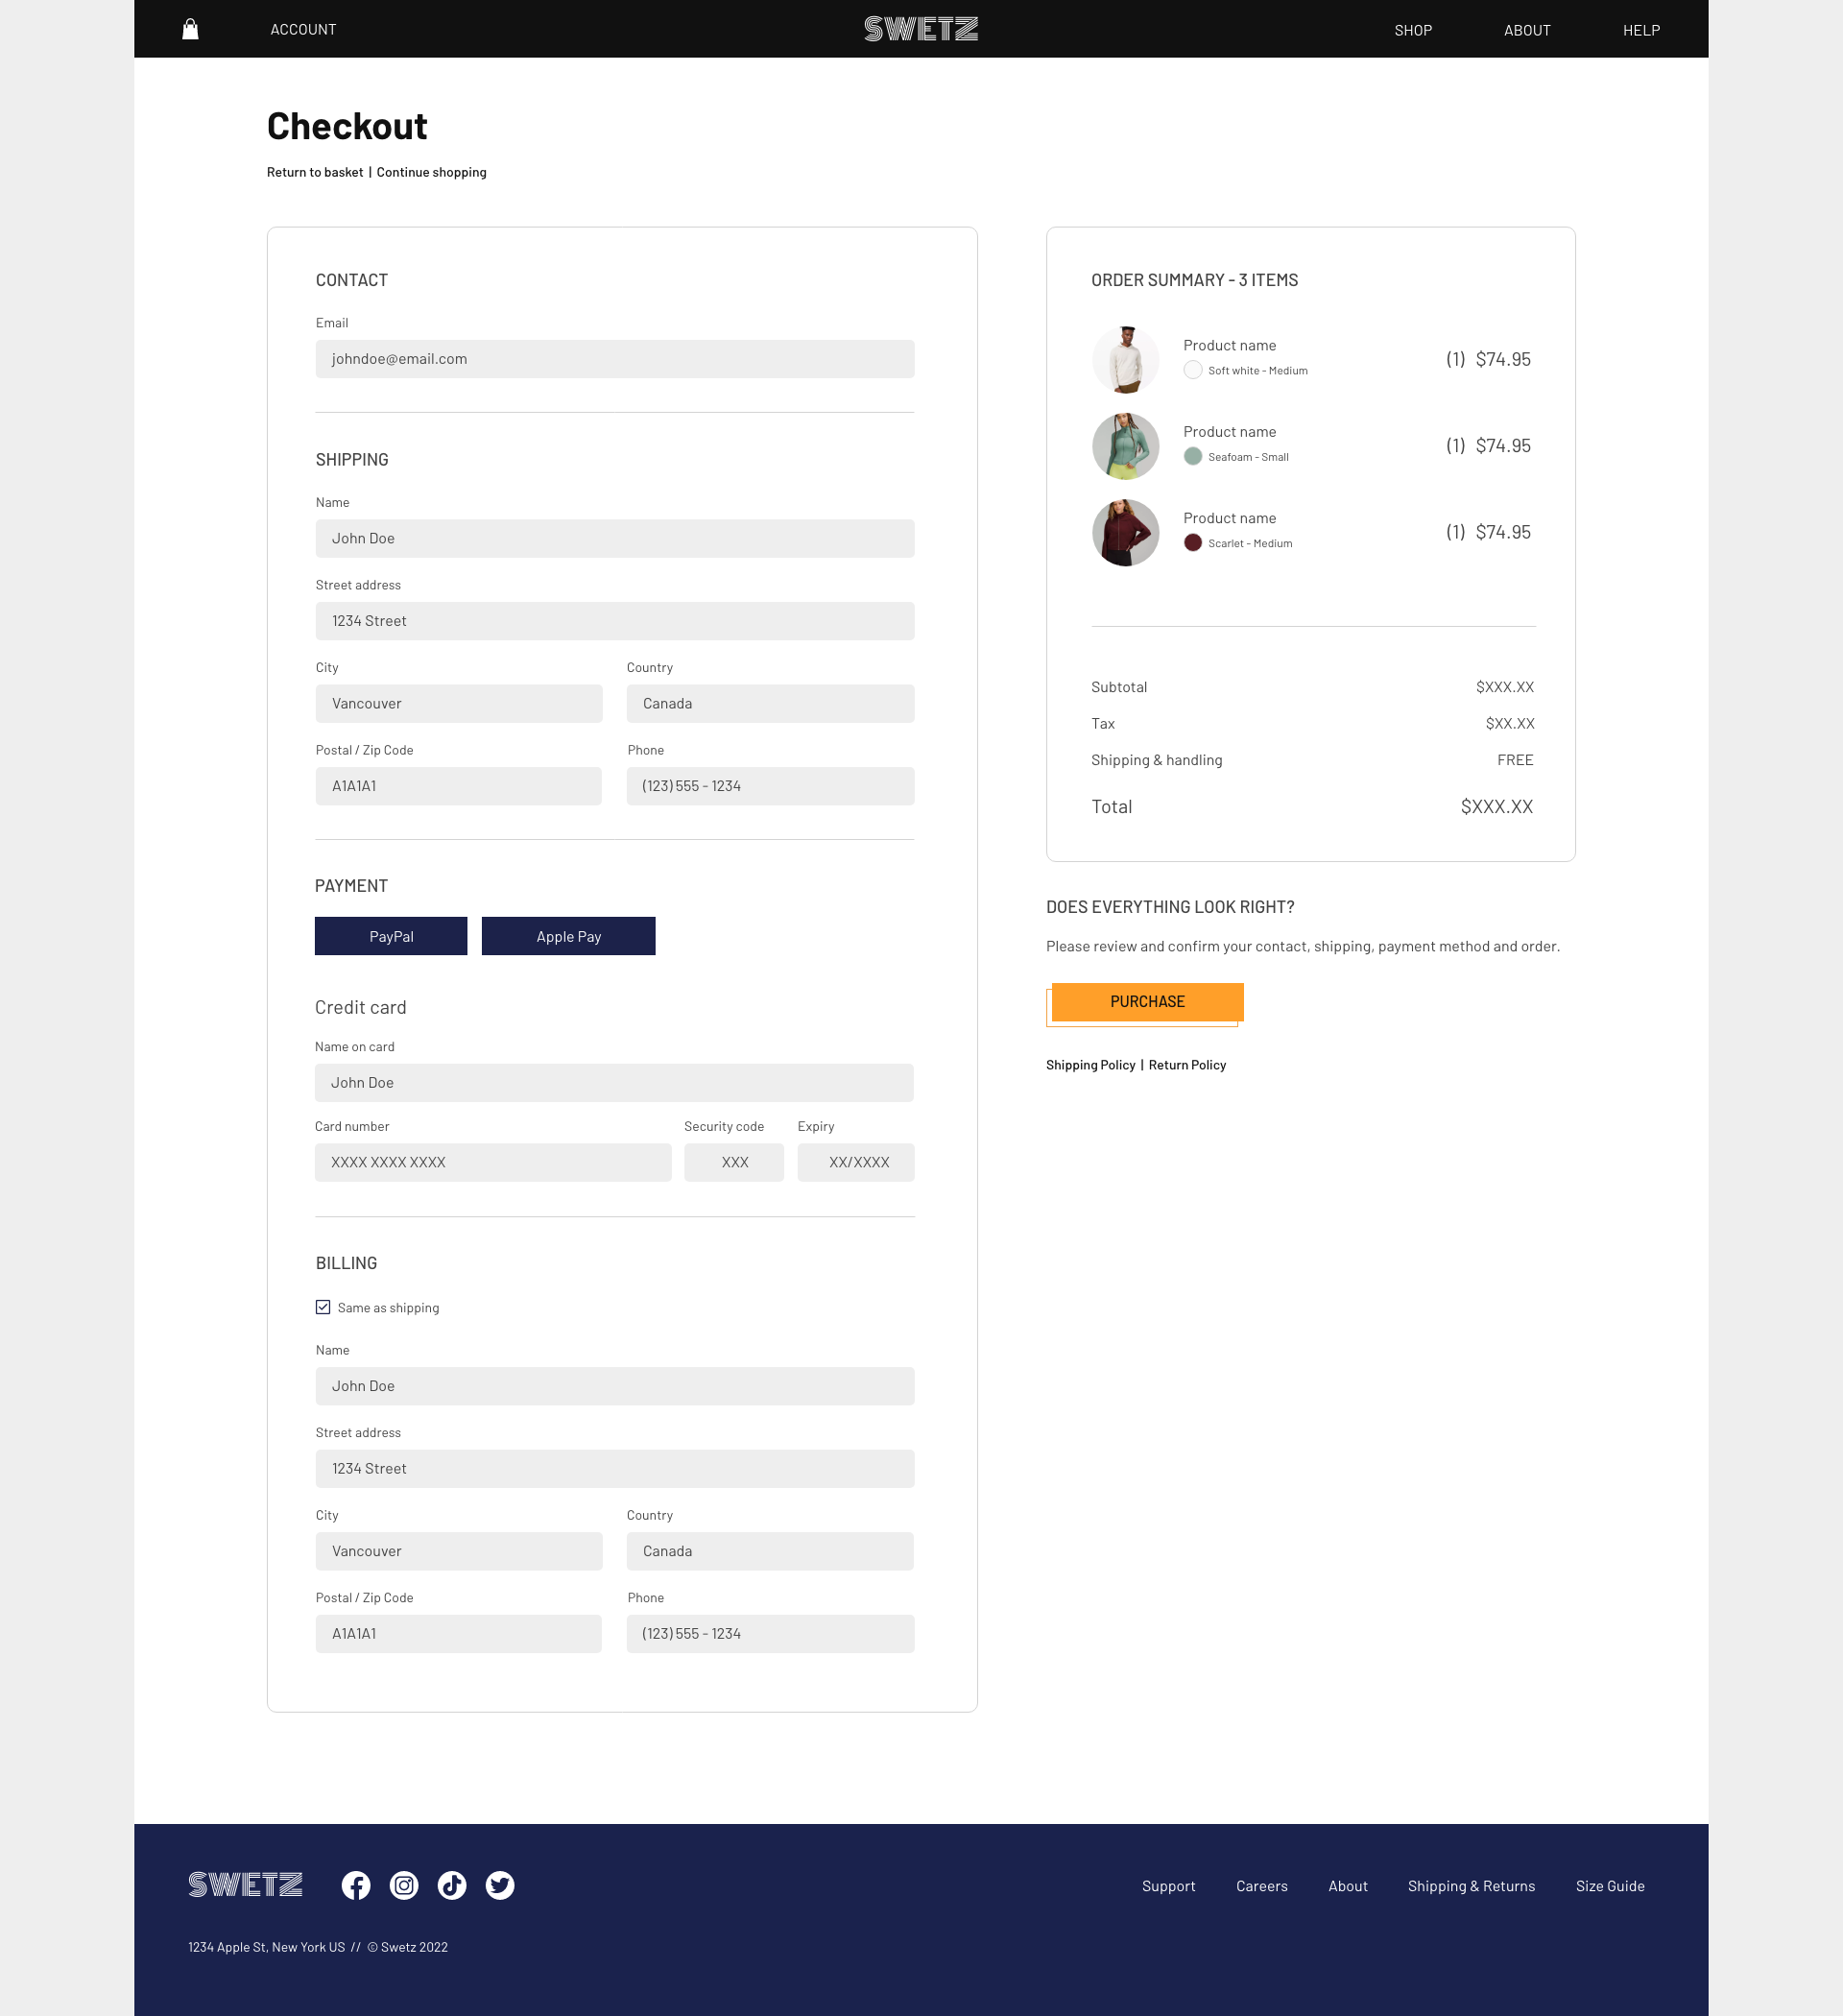 ACCOUNT
SWETZ
SHOP ABOUT HELP
Checkout
Return to basket | Continue shopping
CONTACT
Email
johndoe@email.com
SHIPPING
Name
John Doe
Street address
1234 Street
City Country
Vancouver Canada
Postal / Zip Code Phone
A1A1A1 (123) 555 - 1234
PAYMENT
PayPal Apple Pay
Credit card
Name on card
John Doe
Card number Security code Expiry
XXXX XXXX XXXX XXX XX/XXXX
BILLING
Same as shipping
Name
John Doe
Street address
1234 Street
City Country
Vancouver Canada
Postal / Zip Code Phone
A1A1A1 (123) 555 - 1234
ORDER SUMMARY - 3 ITEMS
Product name
Soft white - Medium
(1) $74.95
Product name
Seafoam - Small
(1) $74.95
Product name
Scarlet - Medium
(1) $74.95
Subtotal $XXX.XX
Tax $XX.XX
Shipping & handling FREE
Total $XXX.XX
DOES EVERYTHING LOOK RIGHT?
Please review and confirm your contact, shipping, payment method and order.
PURCHASE
Shipping Policy | Return Policy
SWETZ
Support Careers About Shipping & Returns Size Guide
1234 Apple St, New York US // © Swetz 2022